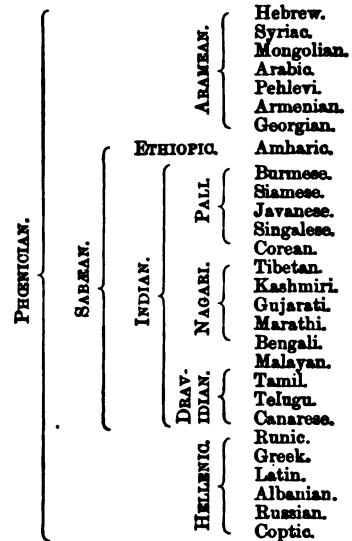 PHŒNICIAN.
ARAMEAN.
Hebrew.
Syriac.
Mongolian.
Arabic.
Pehlevi.
Armenian.
Georgian.
SABÆAN.
ETHIOPIC. Amharic.
INDIAN.
PALI.
Burmese.
Siamese.
Javanese.
Singalese.
Corean.
NAGARI.
Tibetan.
Kashmiri.
Gujarati.
Marathi.
Bengali.
Malayan.
DRAV-
IDIAN.
Tamil.
Telugu.
Canarese.
HELLENIC.
Runic.
Greek.
Latin.
Albanian.
Russian.
Coptic.